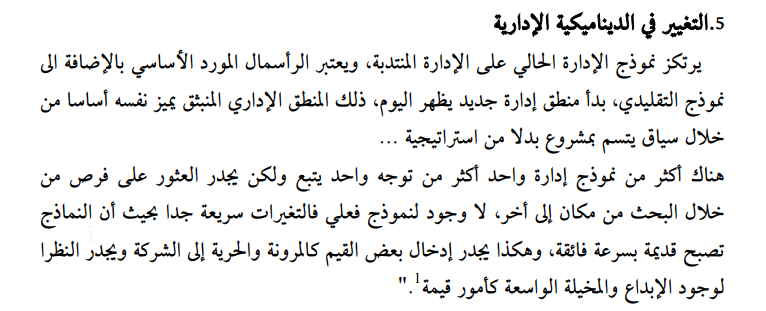 5.التغيير في الديناميكية الإدارية
يرتكز نموذج الإدارة الحالي على الإدارة المنتدبة، ويعتبر الرأسمال المورد الأساسي بالإضافة الى
نموذج التقليدي، بدأ منطق إدارة جديد يظهر اليوم، ذلك المنطق الإداري المنبثق يميز نفسه أساسا من
خلال سياق يتسم بمشروع بدلا من استراتيجية ...
هناك أكثر من نموذج إدارة واحد أكثر من توجه واحد يتبع ولكن يجدر العثور على فرص من
خلال البحث من مكان إلى أخر، لا وجود لنموذج فعلي فالتغيرات سريعة جدا بحيث أن النماذج
تصبح قديمة بسرعة فائقة، وهكذا يجدر إدخال بعض القيم كالمرونة والحرية إلى الشركة ويجدر النظرا
لوجود الإبداع والمخيلة الواسعة كأمور قيمة1."